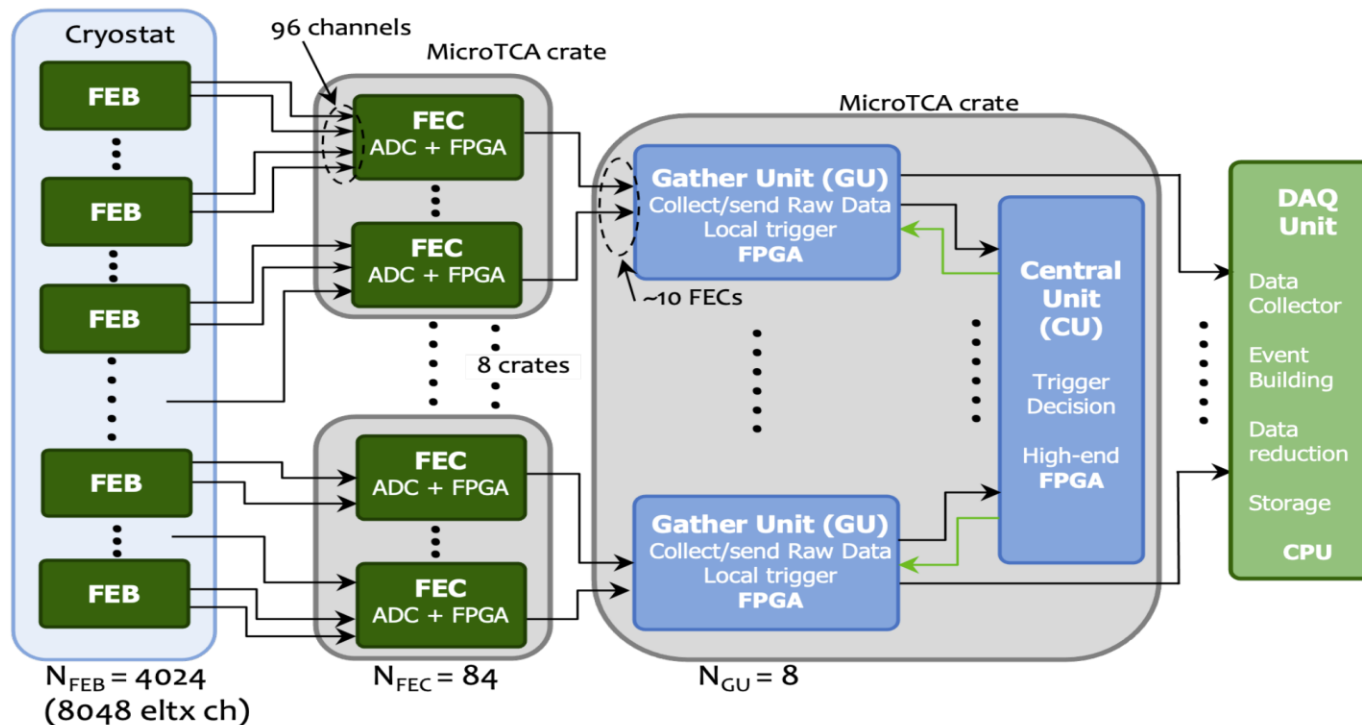 Cryostat
FEB
FEB
FEB
FEB
FEB
N_FEB = 4024
(8048 eltx ch)
96 channels
MicroTCA crate
FEC
ADC + FPGA
FEC
ADC + FPGA
8 crates
FEC
ADC + FPGA
FEC
ADC + FPGA
N_FEC = 84
MicroTCA crate
Gather Unit (GU)
Collect/send Raw Data
Local trigger
FPGA
~10 FECs
Gather Unit (GU)
Collect/send Raw Data
Local trigger
FPGA
N_GU = 8
Central
Unit
(CU)
Trigger
Decision
High-end
FPGA
DAQ
Unit
Data
Collector
Event
Building
Data
reduction
Storage
CPU